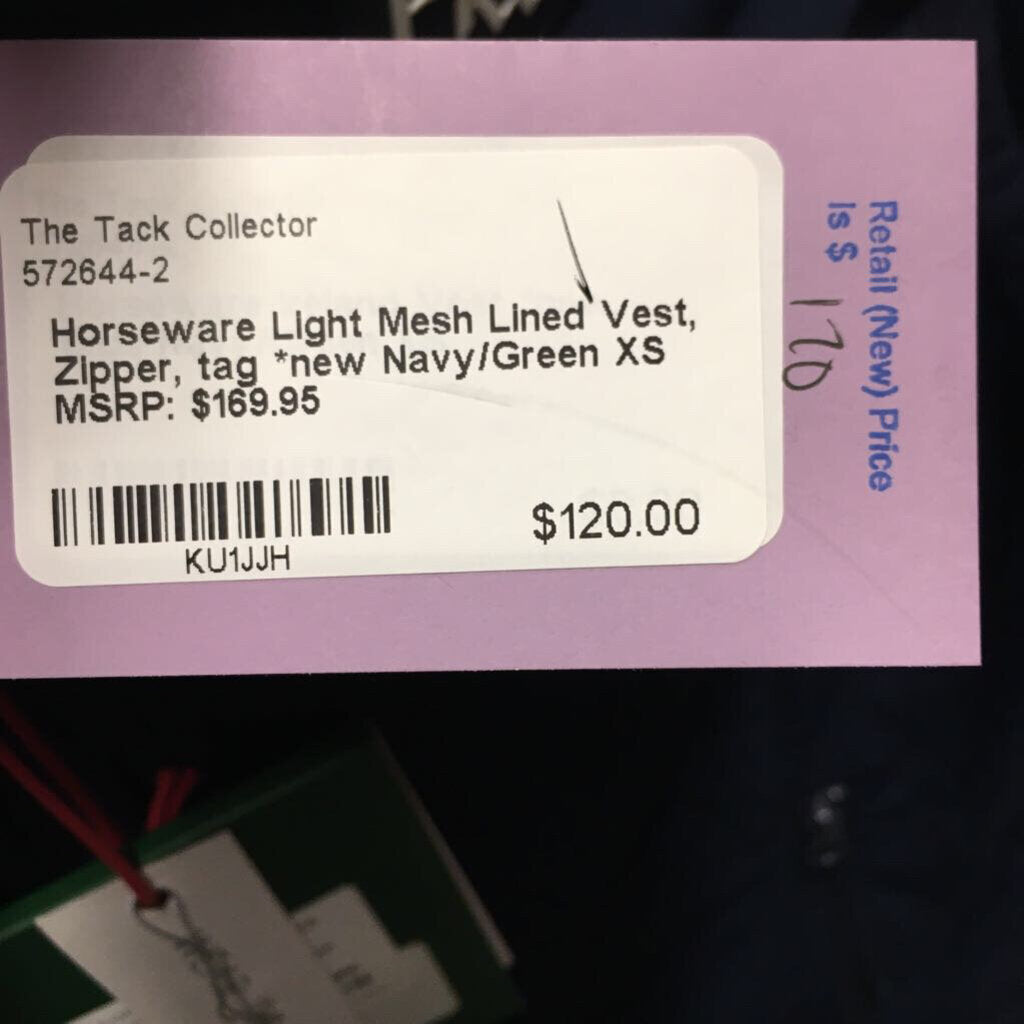 The Tack Collector
572644-2
Horseware Light Mesh Lined Vest,
Zipper, tag *new Navy/Green XS
MSRP: $169.95
KU1JJH
$120.00
Retail (New) Price
Is $ 170